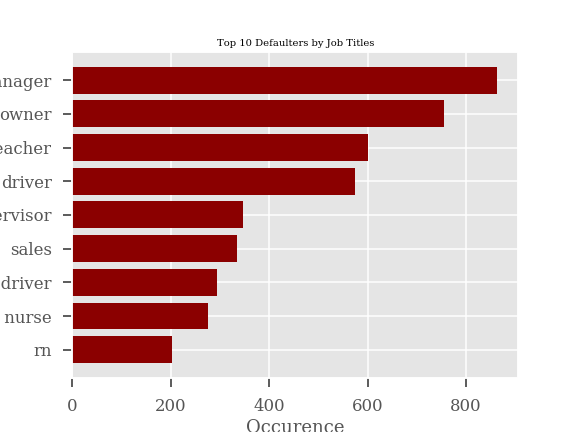 Top 10 Defaulters by Job Titles
anager
owner
eacher
driver
ervisor
sales
driver
nurse
rn
0 200 400 600 800
Occurence